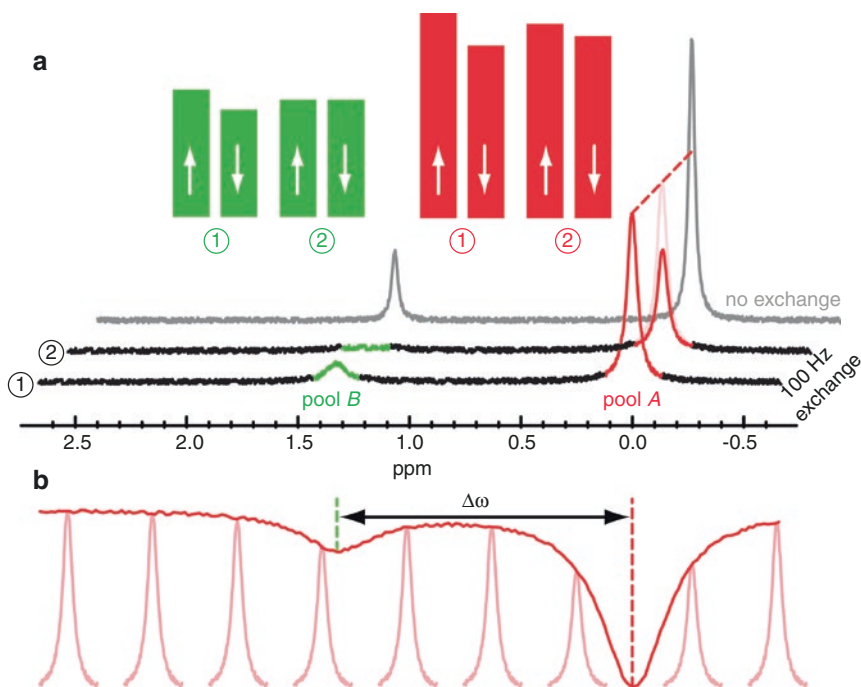 a
① ② ① ②
no exchange
②
①
100 Hz
exchange
pool B
pool A
2.5 2.0 1.5 1.0 0.5 0.0 -0.5
ppm
b
Δω